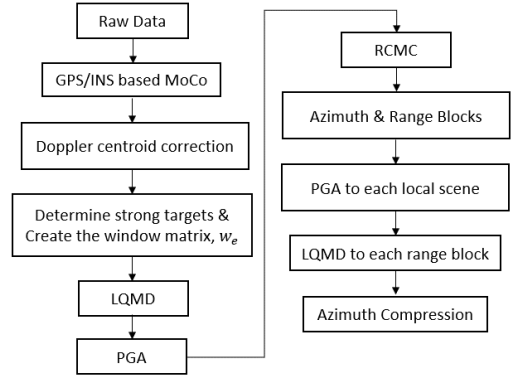 Raw Data
GPS/INS based MoCo
Doppler centroid correction
Determine strong targets &
Create the window matrix, wₑ
LQMD
PGA
RCMC
Azimuth & Range Blocks
PGA to each local scene
LQMD to each range block
Azimuth Compression